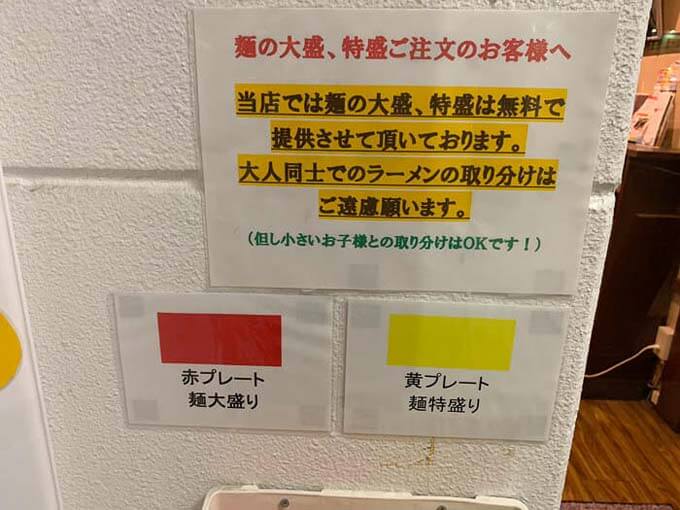 麺の大盛、特盛ご注文のお客様へ
当店では麺の大盛、特盛は無料で
提供させて頂いております。
大人同士でのラーメンの取り分けは
ご遠慮願います。
（但し小さいお子様との取り分けはOKです！）
赤プレート
麺大盛り
黄プレート
麺特盛り